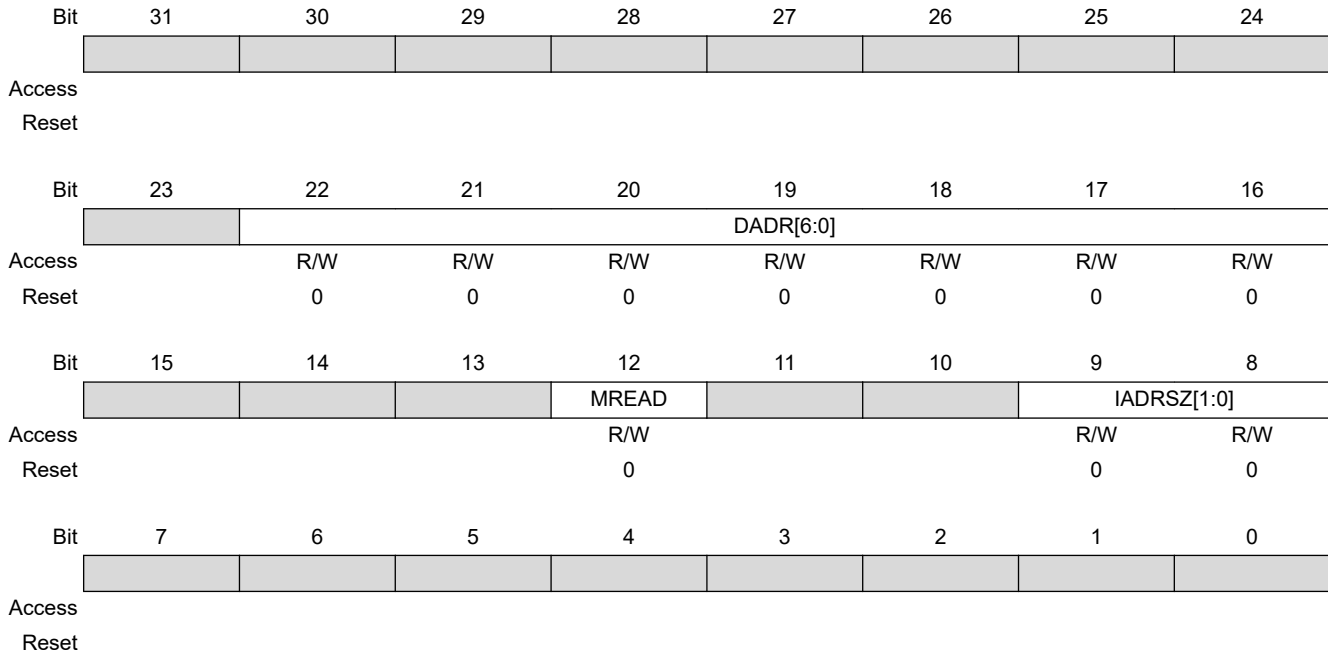 Bit 31 30 29 28 27 26 25 24
Access
Reset
Bit 23 22 21 20 19 18 17 16
DADR[6:0]
Access R/W R/W R/W R/W R/W R/W R/W
Reset 0 0 0 0 0 0 0
Bit 15 14 13 12 11 10 9 8
MREAD IADRSZ[1:0]
Access R/W R/W R/W
Reset 0 0 0
Bit 7 6 5 4 3 2 1 0
Access
Reset